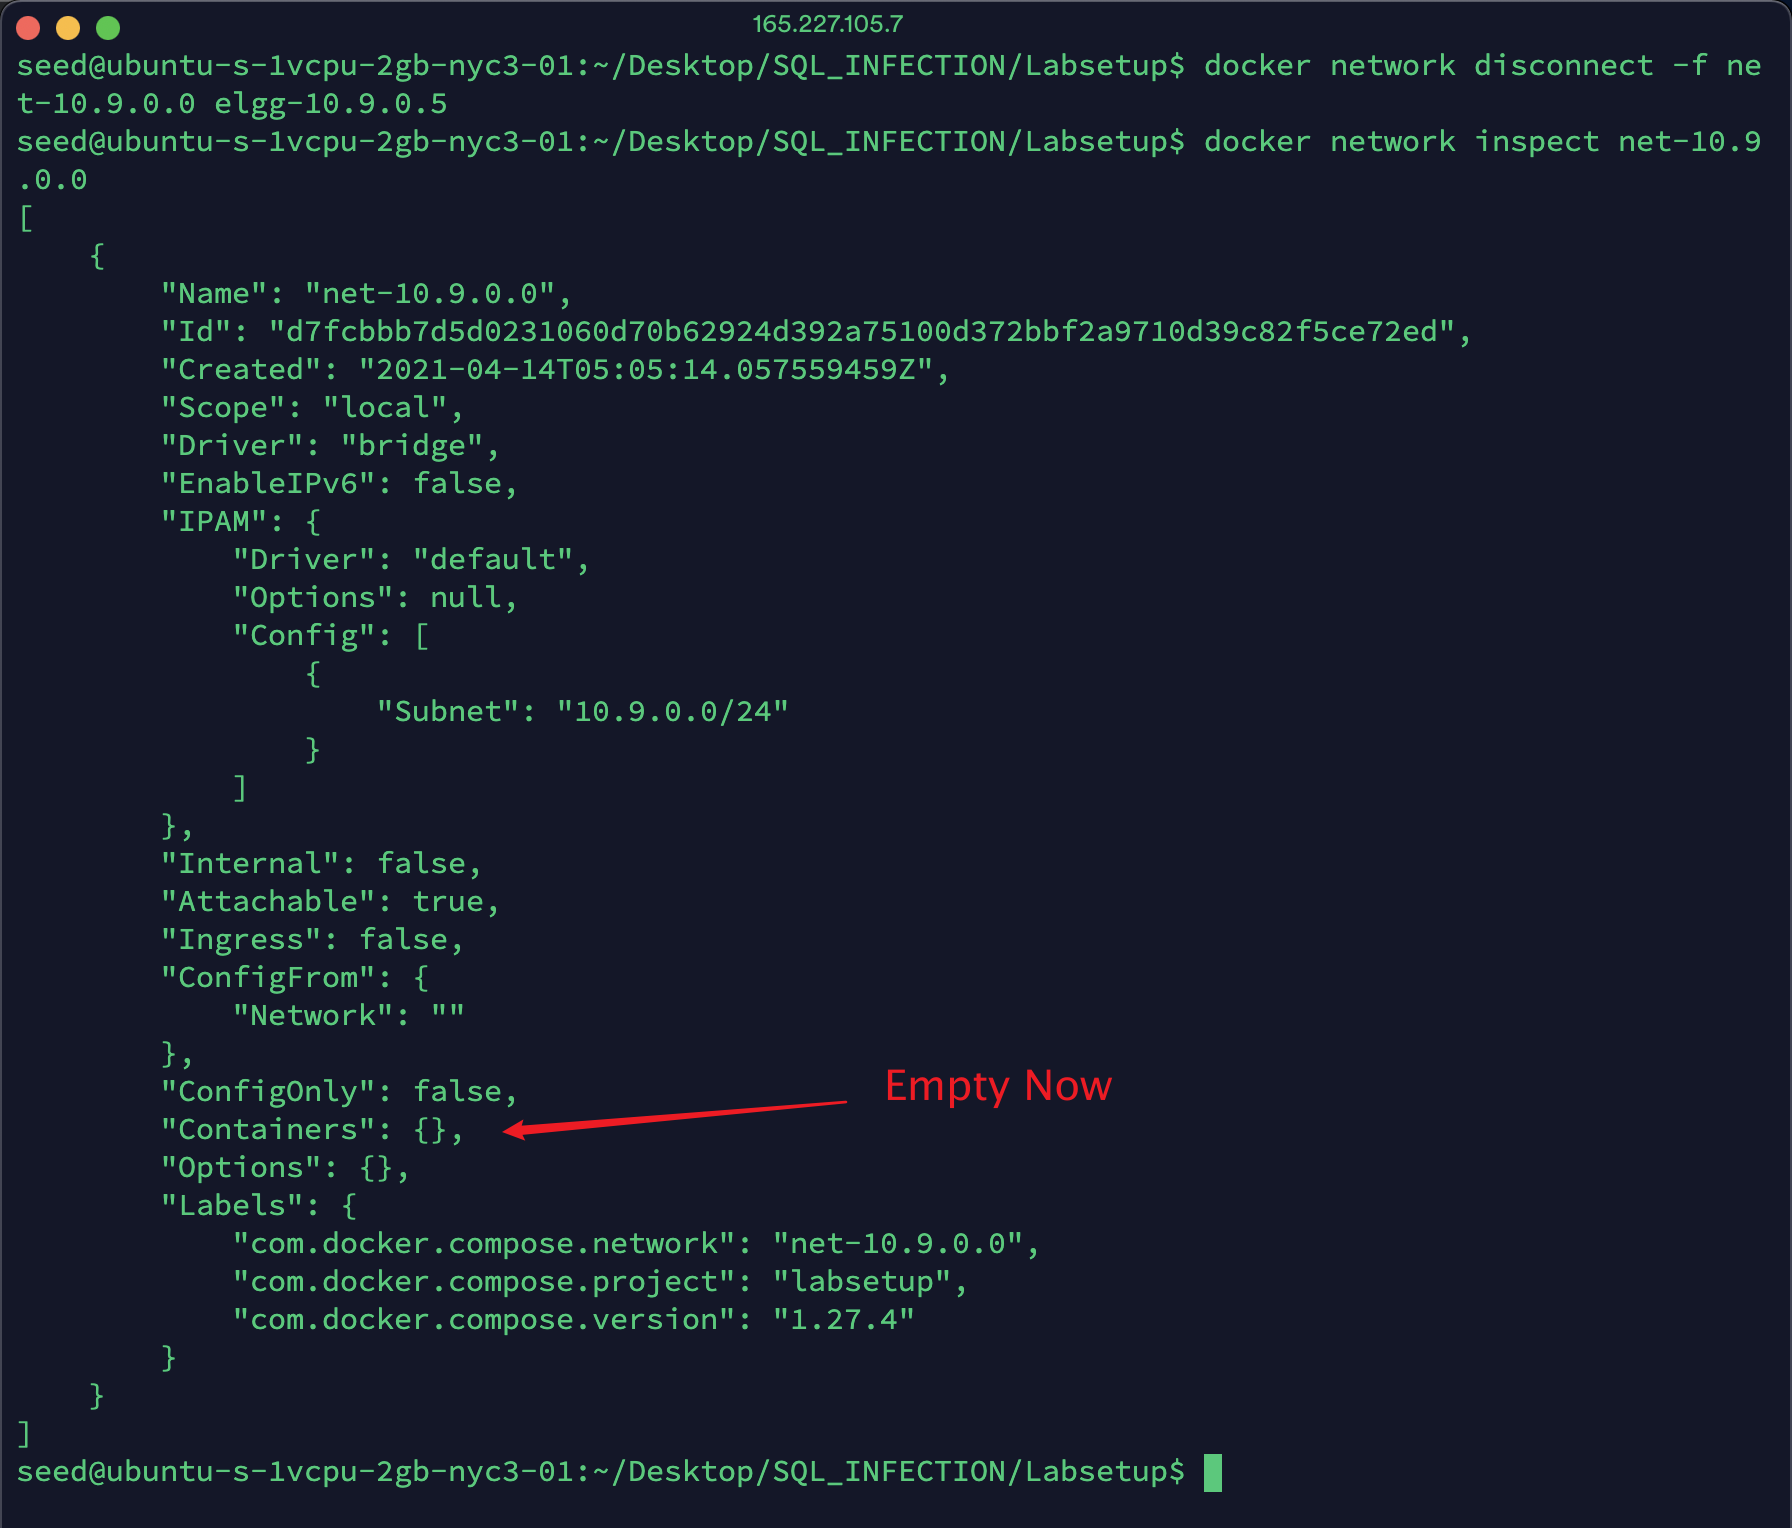 165.227.105.7
seed@ubuntu-s-1vcpu-2gb-nyc3-01:~/Desktop/SQL_INFECTION/Labsetup$ docker network disconnect -f ne
t-10.9.0.0 elgg-10.9.0.5
seed@ubuntu-s-1vcpu-2gb-nyc3-01:~/Desktop/SQL_INFECTION/Labsetup$ docker network inspect net-10.9
.0.0
[
    {
        "Name": "net-10.9.0.0",
        "Id": "d7fcbbb7d5d0231060d70b62924d392a75100d372bbf2a9710d39c82f5ce72ed",
        "Created": "2021-04-14T05:05:14.057559459Z",
        "Scope": "local",
        "Driver": "bridge",
        "EnableIPv6": false,
        "IPAM": {
            "Driver": "default",
            "Options": null,
            "Config": [
                {
                    "Subnet": "10.9.0.0/24"
                }
            ]
        },
        "Internal": false,
        "Attachable": true,
        "Ingress": false,
        "ConfigFrom": {
            "Network": ""
        },
        "ConfigOnly": false,
Empty Now
        "Containers": {},
        "Options": {},
        "Labels": {
            "com.docker.compose.network": "net-10.9.0.0",
            "com.docker.compose.project": "labsetup",
            "com.docker.compose.version": "1.27.4"
        }
    }
]
seed@ubuntu-s-1vcpu-2gb-nyc3-01:~/Desktop/SQL_INFECTION/Labsetup$